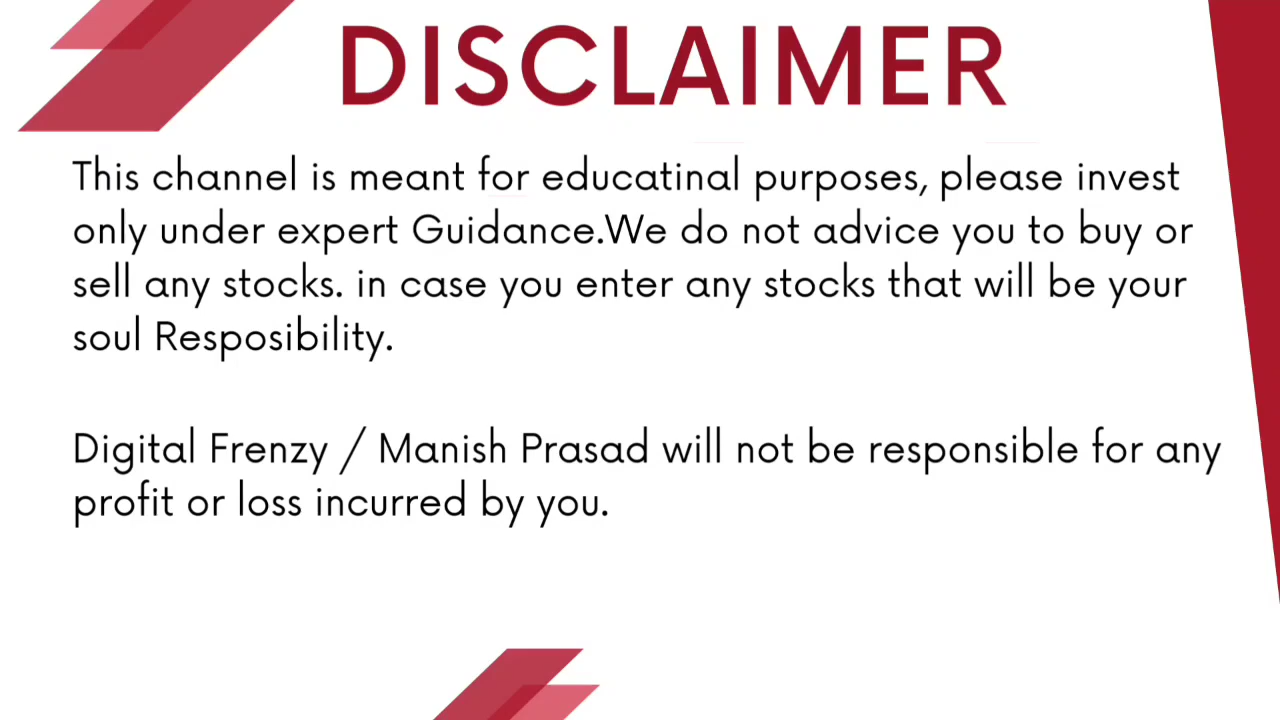 DISCLAIMER
This channel is meant for educatinal purposes, please invest
only under expert Guidance.We do not advice you to buy or
sell any stocks. in case you enter any stocks that will be your
soul Resposibility.
Digital Frenzy / Manish Prasad will not be responsible for any
profit or loss incurred by you.